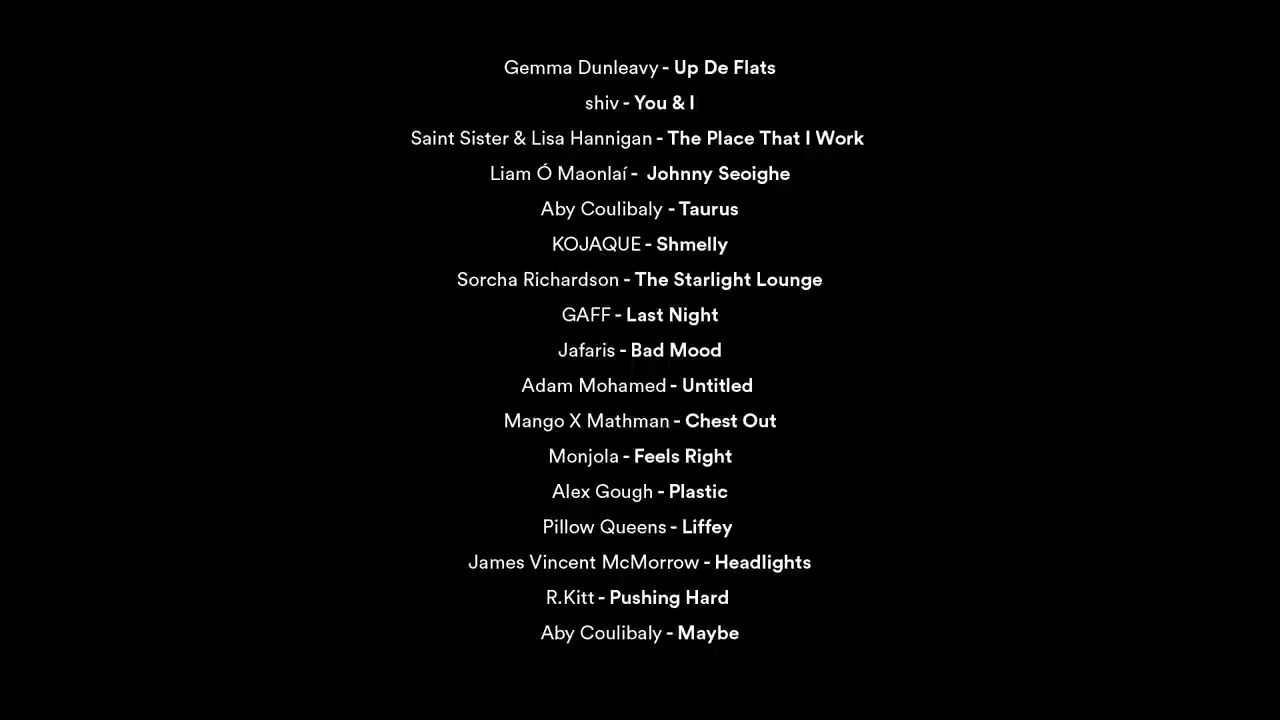 Gemma Dunleavy - Up De Flats
shiv - You & I
Saint Sister & Lisa Hannigan - The Place That I Work
Liam Ó Maonlaí - Johnny Seoighe
Aby Coulibaly - Taurus
KOJAQUE - Shmelly
Sorcha Richardson - The Starlight Lounge
GAFF - Last Night
Jafaris - Bad Mood
Adam Mohamed - Untitled
Mango X Mathman - Chest Out
Monjola - Feels Right
Alex Gough - Plastic
Pillow Queens - Liffey
James Vincent McMorrow - Headlights
R.Kitt - Pushing Hard
Aby Coulibaly - Maybe